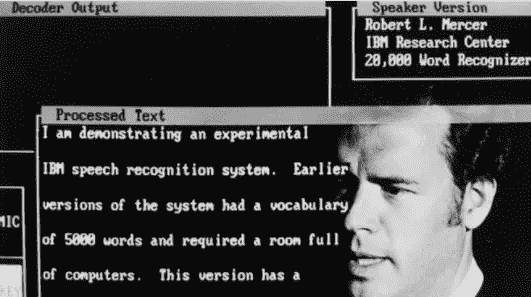 Decoder Output
Speaker Version
Robert L. Mercer
IBM Research Center
20,000 Word Recognizer
Processed Text
I am demonstrating an experimental
IBM speech recognition system. Earlier
versions of the system had a vocabulary
of 5000 words and required a room full
of computers. This version has a
MIC
KEY